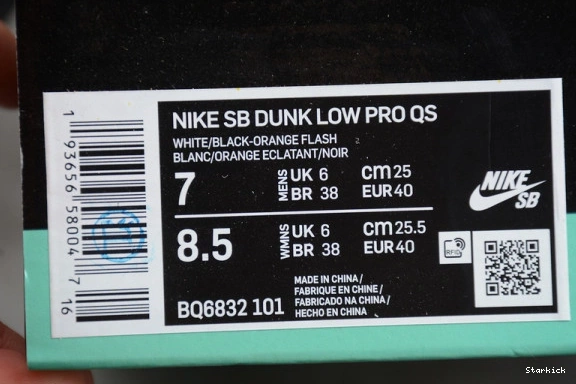 NIKE SB DUNK LOW PRO QS
WHITE/BLACK-ORANGE FLASH
BLANC/ORANGE ECLATANT/NOIR
7
MENS
UK 6
BR 38
cm 25
EUR 40
8.5
WMNS
UK 6
BR 38
cm 25.5
EUR 40
BQ6832 101
MADE IN CHINA/
FABRIQUE EN CHINE/
FABRICADO NA CHINA/
HECHO EN CHINA
1 93656 58004 7 16
NIKE
SB
RFID
Starkick